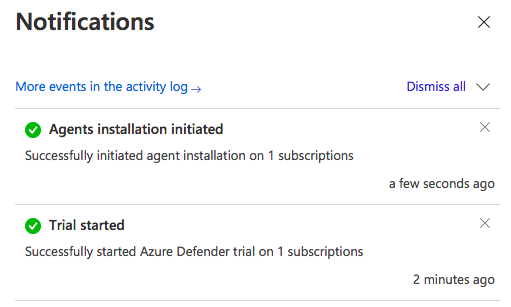 Notifications
More events in the activity log → Dismiss all
Agents installation initiated
Successfully initiated agent installation on 1 subscriptions
a few seconds ago
Trial started
Successfully started Azure Defender trial on 1 subscriptions
2 minutes ago